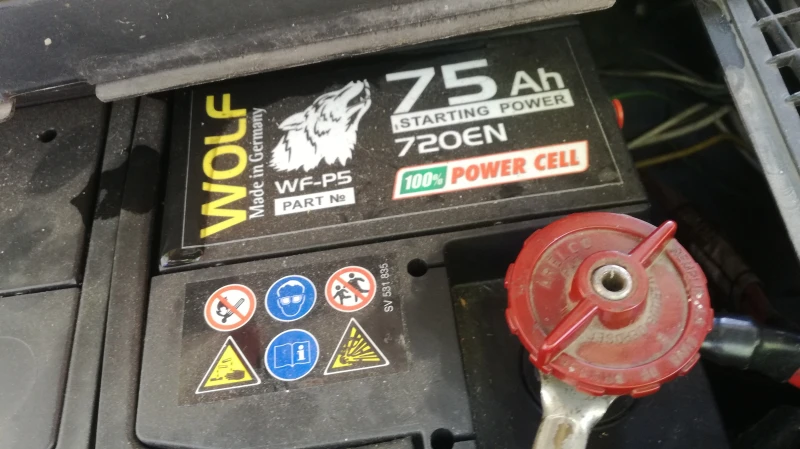 WOLF
Made in Germany
WF-P5
PART №
75 Ah
STARTING POWER
720EN
100% POWER CELL
SV 531 835